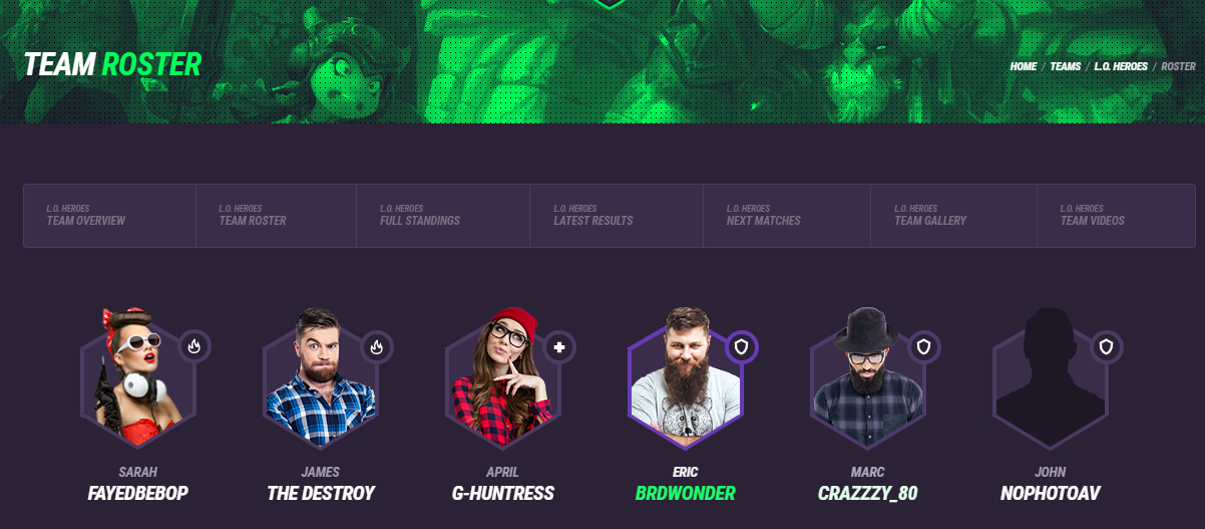 TEAM ROSTER
HOME / TEAMS / L.O. HEROES / ROSTER
L.O. HEROES
TEAM OVERVIEW
L.O. HEROES
TEAM ROSTER
L.O. HEROES
FULL STANDINGS
L.O. HEROES
LATEST RESULTS
L.O. HEROES
NEXT MATCHES
L.O. HEROES
TEAM GALLERY
L.O. HEROES
TEAM VIDEOS
SARAH
FAYEDBEBOP
JAMES
THE DESTROY
APRIL
G-HUNTRESS
ERIC
BRDWONDER
MARC
CRAZZZY_80
JOHN
NOPHOTOAV